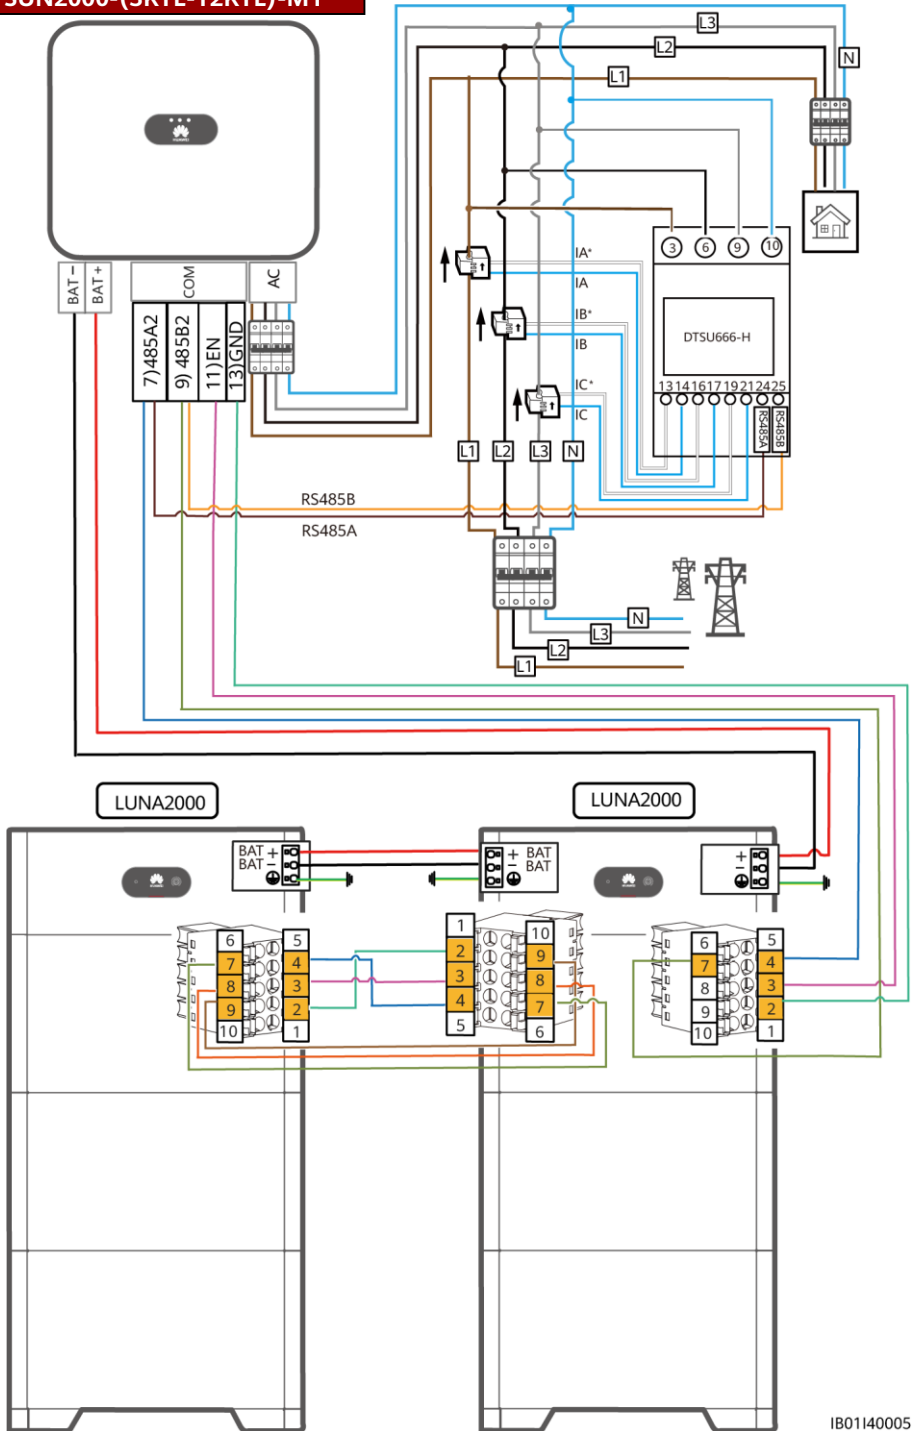 SUN2000-(3KTL-12KTL)-M1
L3
L2
N
L1
BAT −
BAT +
COM
AC
7)485A2
9) 485B2
11)EN
13)GND
3
6
9
10
IA*
IA
IB*
IB
IC*
IC
DTSU666-H
13 14 16 17 19 21 24 25
RS485A
RS485B
L1
L2
L3
N
RS485B
RS485A
N
L3
L2
L1
LUNA2000
LUNA2000
BAT +
BAT −
+ BAT
− BAT
+
−
6
7
8
9
10
5
4
3
2
1
1
2
3
4
5
10
9
8
7
6
6
7
8
9
10
5
4
3
2
1
IB01I40005